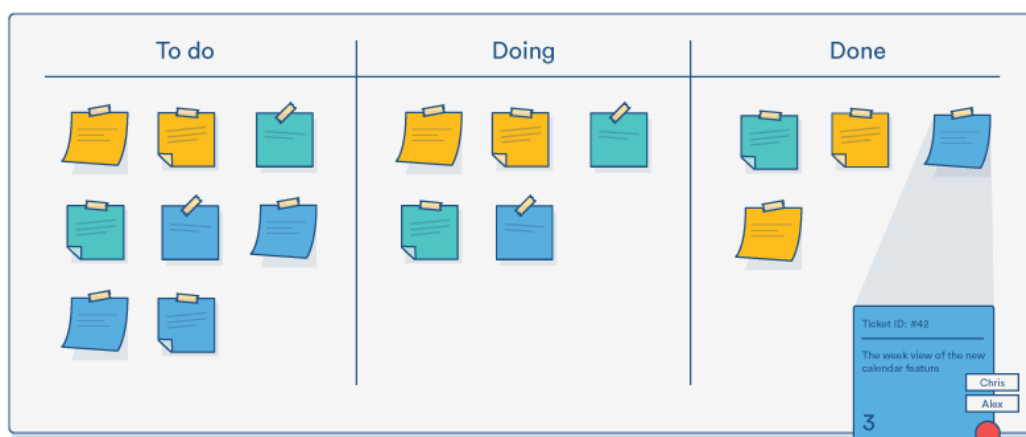 To do
Doing
Done
Ticket ID: #42
The week view of the new
calendar feature
Chris
Alex
3